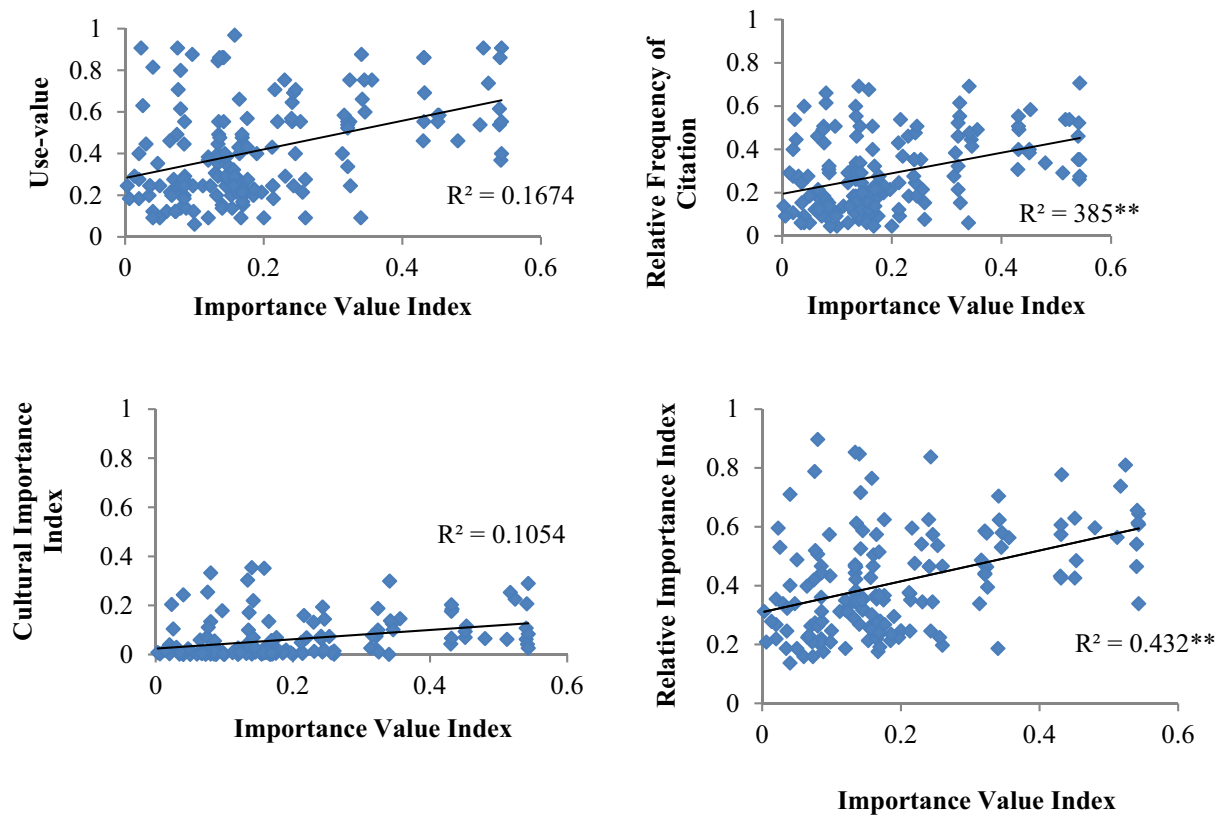 1
0.8
0.6
0.4
0.2
0
0 0.2 0.4 0.6
Use-value
R² = 0.1674
Importance Value Index
1
0.8
0.6
0.4
0.2
0
0 0.2 0.4 0.6
Relative Frequency of
Citation
R² = 385**
Importance Value Index
1
0.8
0.6
0.4
0.2
0
0 0.2 0.4 0.6
Cultural Importance
Index
R² = 0.1054
Importance Value Index
1
0.8
0.6
0.4
0.2
0
0 0.2 0.4 0.6
Relative Importance Index
R² = 0.432**
Importance Value Index